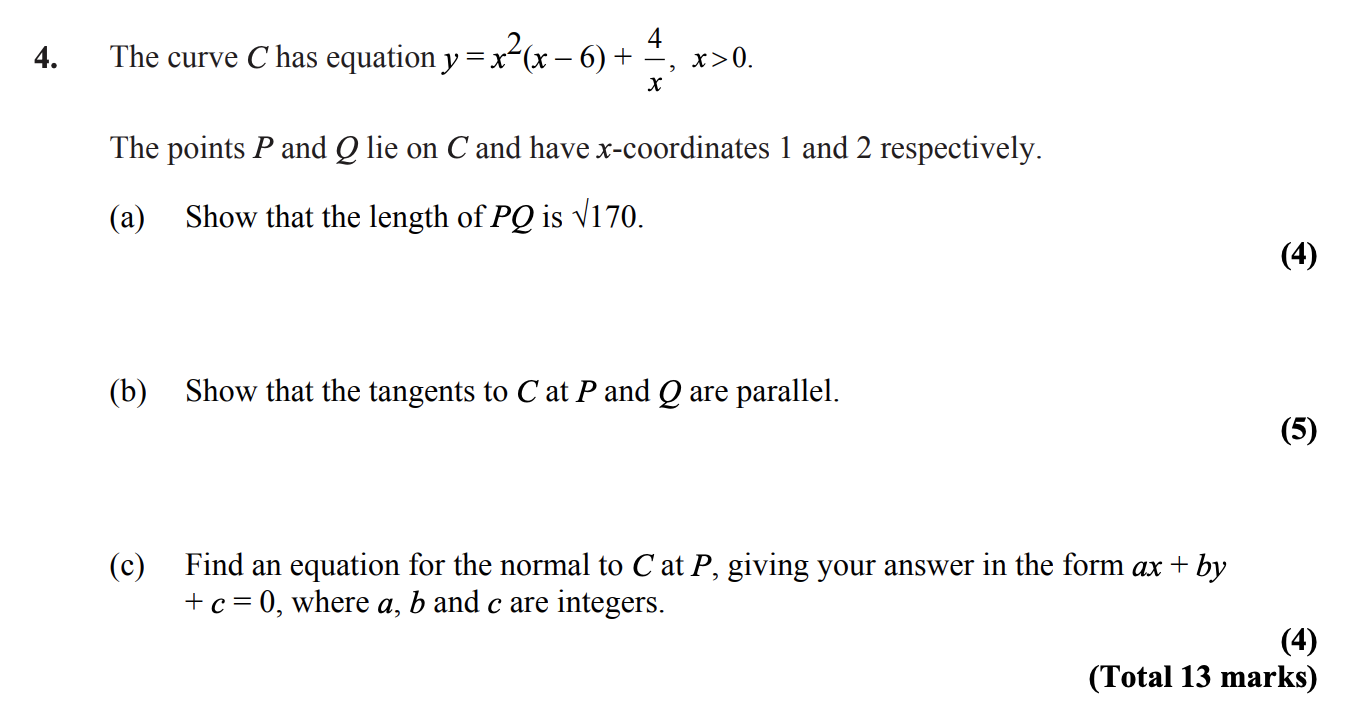 4. The curve C has equation y = x²(x – 6) + 4/x, x > 0.
The points P and Q lie on C and have x-coordinates 1 and 2 respectively.
(a) Show that the length of PQ is √170.
(4)
(b) Show that the tangents to C at P and Q are parallel.
(5)
(c) Find an equation for the normal to C at P, giving your answer in the form ax + by
+ c = 0, where a, b and c are integers.
(4)
(Total 13 marks)